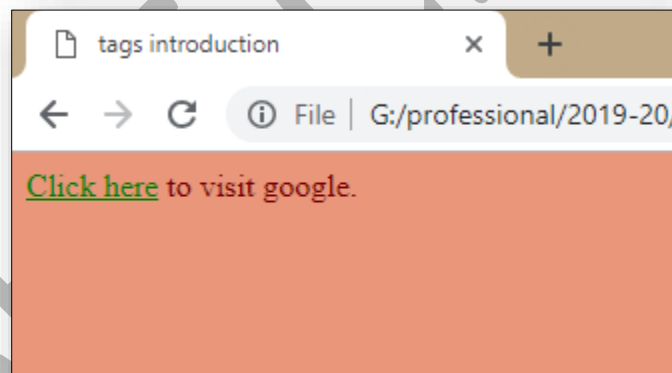 tags introduction
File | G:/professional/2019-20/
Click here to visit google.